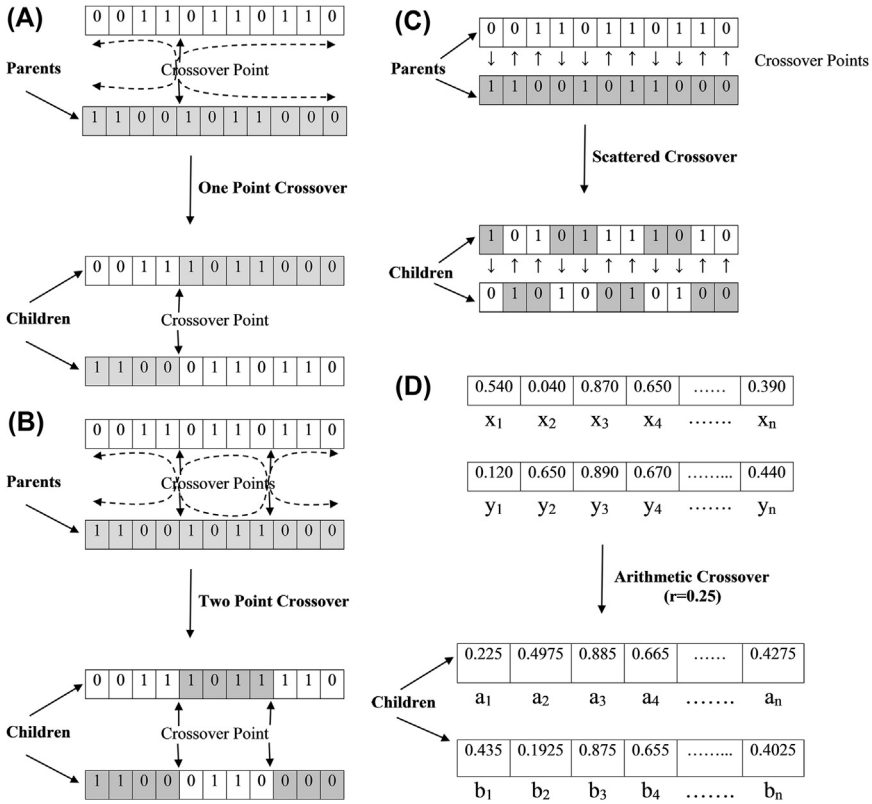 (A)
0 0 1 1 0 1 1 0 1 1 0
Parents
Crossover Point
1 1 0 0 1 0 1 1 0 0 0
One Point Crossover
0 0 1 1 1 0 1 1 0 0 0
Children
Crossover Point
1 1 0 0 0 1 1 0 1 1 0
(B)
0 0 1 1 0 1 1 0 1 1 0
Parents
Crossover Points
1 1 0 0 1 0 1 1 0 0 0
Two Point Crossover
0 0 1 1 1 0 1 1 1 1 0
Children
Crossover Point
1 1 0 0 0 1 1 0 0 0 0
(C)
0 0 1 1 0 1 1 0 1 1 0
Parents
↓ ↑ ↑ ↓ ↓ ↑ ↑ ↓ ↓ ↑ ↑
Crossover Points
1 1 0 0 1 0 1 1 0 0 0
Scattered Crossover
1 0 1 0 1 1 1 1 0 1 0
Children
↓ ↑ ↑ ↓ ↓ ↑ ↑ ↓ ↓ ↑ ↑
0 1 0 1 0 0 1 0 1 0 0
(D)
0.540 0.040 0.870 0.650 …… 0.390
x₁ x₂ x₃ x₄ ……. xₙ
0.120 0.650 0.890 0.670 ……... 0.440
y₁ y₂ y₃ y₄ ……. yₙ
Arithmetic Crossover
(r=0.25)
0.225 0.4975 0.885 0.665 …… 0.4275
Children
a₁ a₂ a₃ a₄ ……. aₙ
0.435 0.1925 0.875 0.655 ……... 0.4025
b₁ b₂ b₃ b₄ ……. bₙ